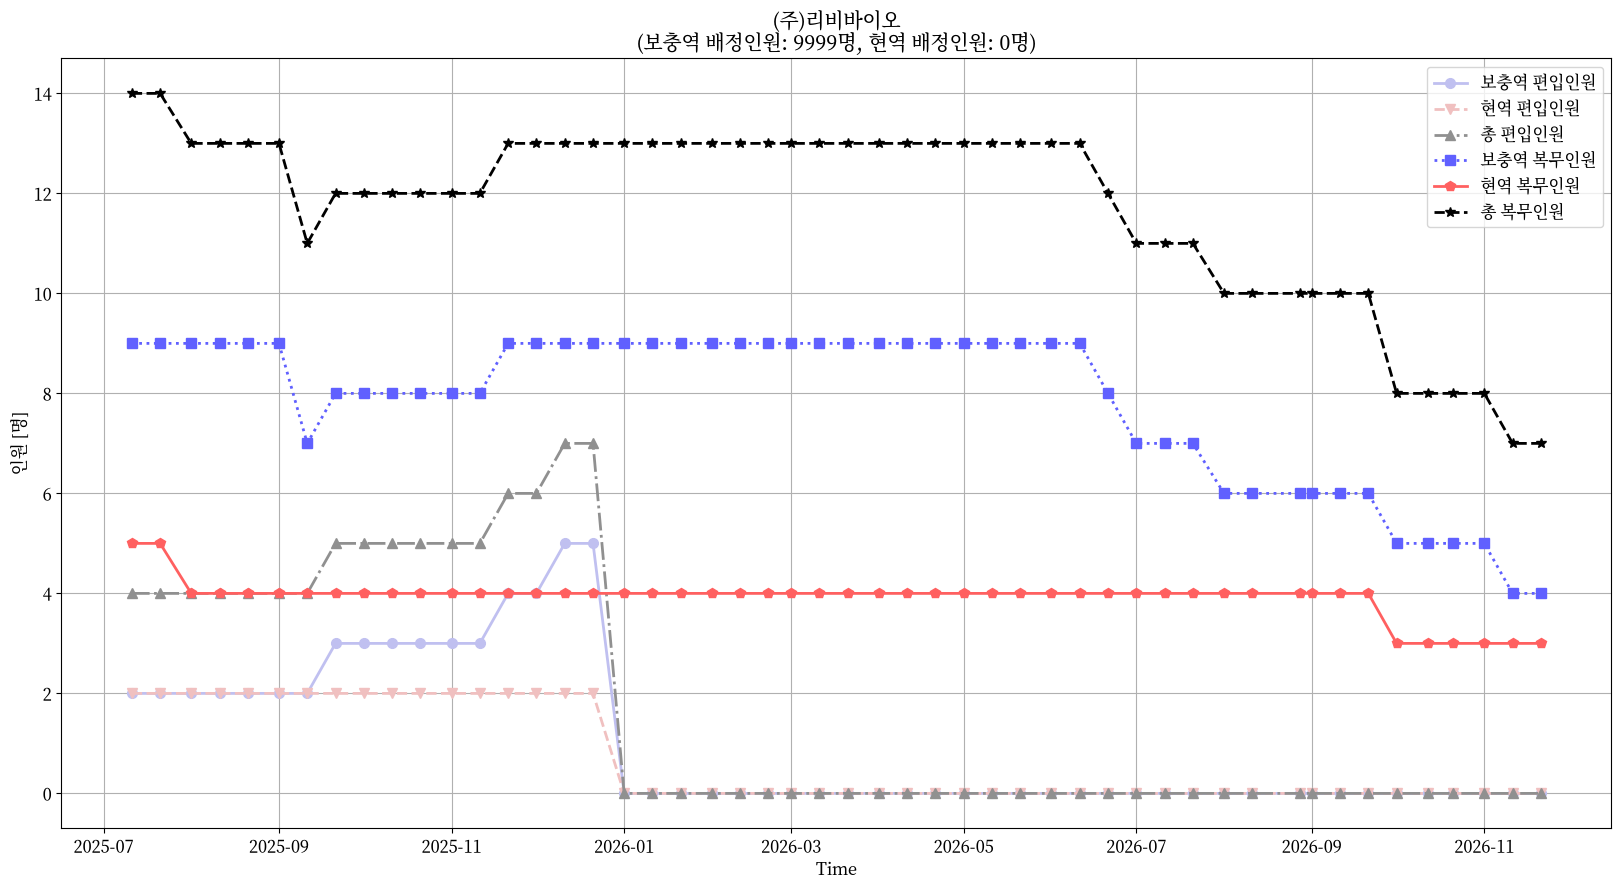 (주)리비바이오
(보충역 배정인원: 9999명, 현역 배정인원: 0명)
보충역 편입인원
현역 편입인원
총 편입인원
보충역 복무인원
현역 복무인원
총 복무인원
14
12
10
8
6
4
2
0
인원 [명]
2025-07
2025-09
2025-11
2026-01
2026-03
2026-05
2026-07
2026-09
2026-11
Time